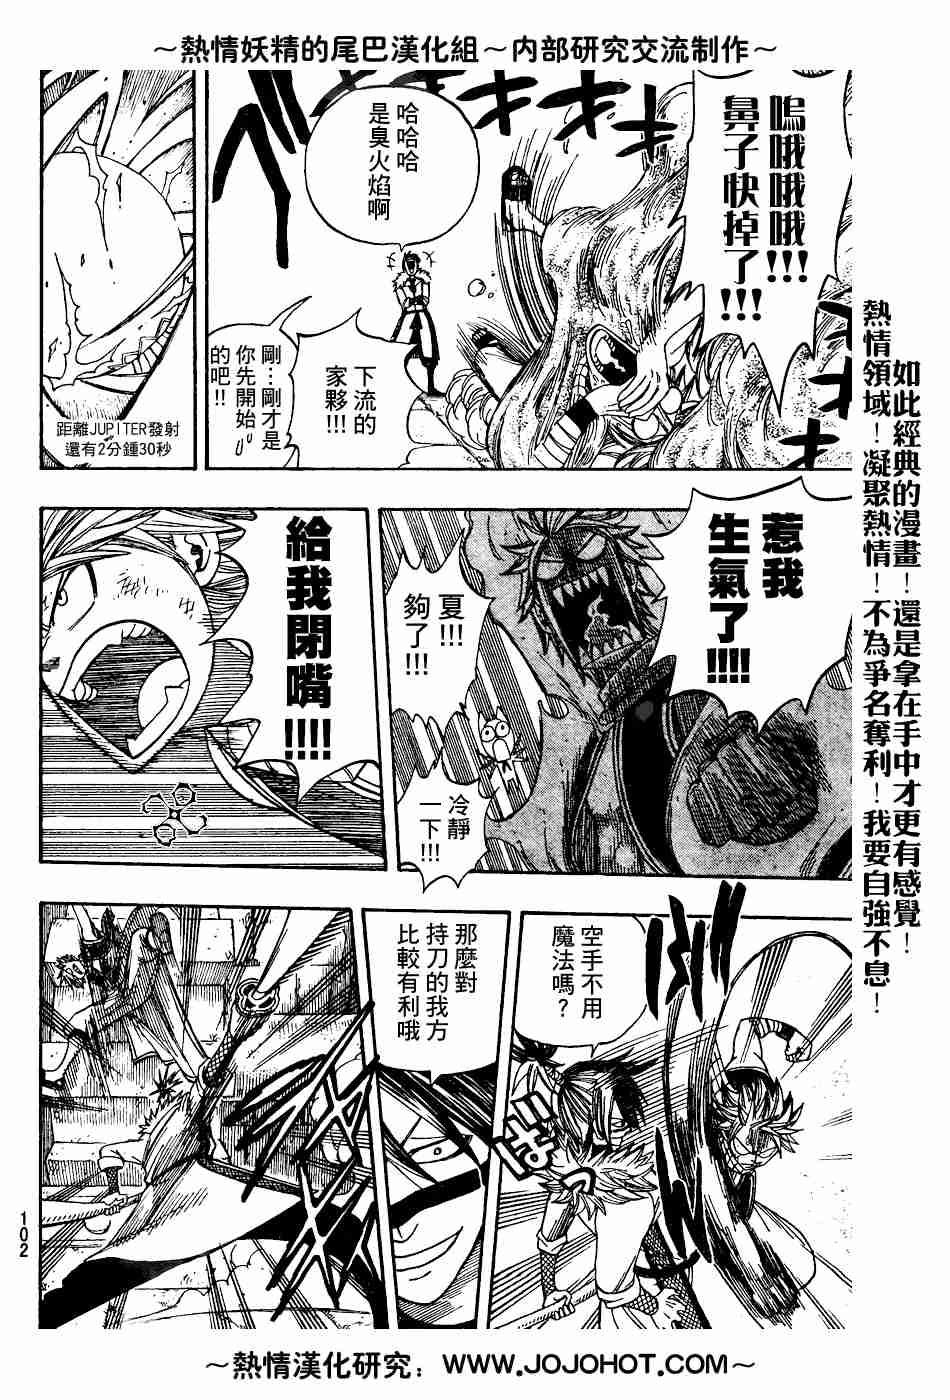 ～熱情妖精的尾巴漢化組～内部研究交流制作～
嗚哦哦哦!!!
鼻子快掉了!!!
哈哈哈
是臭火焰啊
下流的
家夥!!!
剛…剛才是
你先開始
的吧!!
距離JUPITER發射
還有2分鍾30秒
惹我
生氣了!!!!
夏!!!
夠了!!!
冷靜
一下!!!
給我閉嘴!!!!
空手不用
魔法嗎?
那麼對
持刀的我方
比較有利哦
ばっ
如此經典的漫畫！還是拿在手中才更有感覺！
熱情領域！凝聚熱情！不為爭名奪利！我要自強不息！
102
～熱情漢化研究：WWW.JOJOHOT.COM～